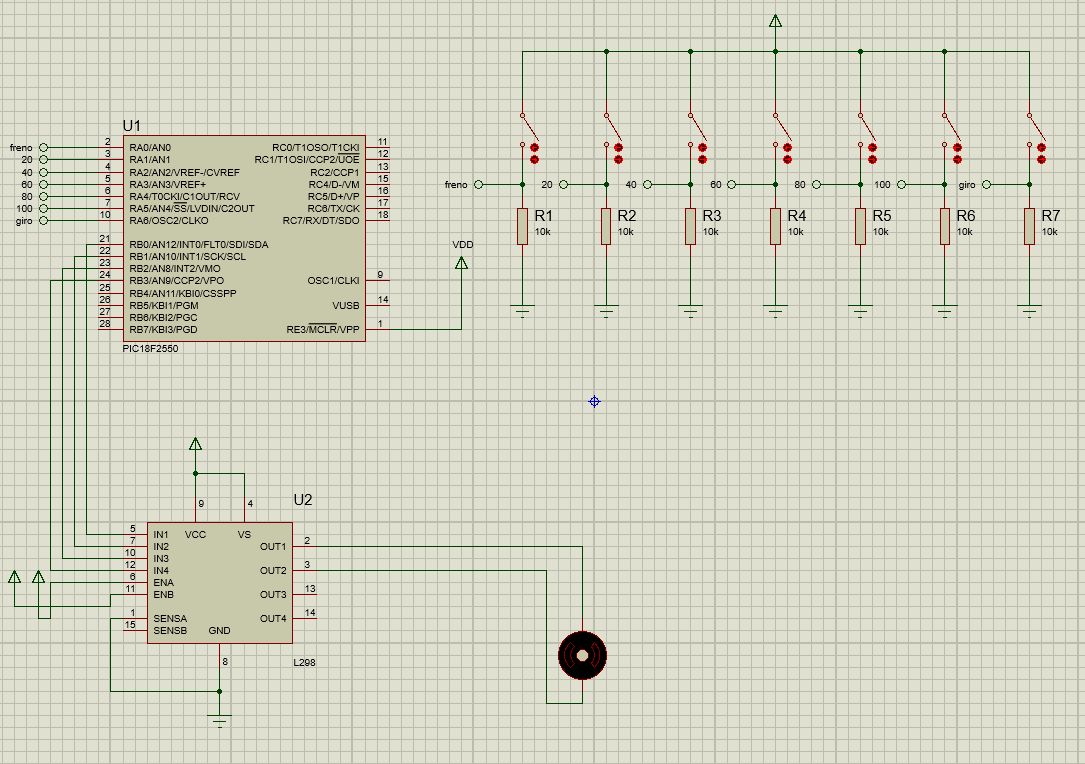 U1
freno 2 RA0/AN0 RC0/T1OSO/T1CKI 11
20 3 RA1/AN1 RC1/T1OSI/CCP2/UOE 12
40 4 RA2/AN2/VREF-/CVREF RC2/CCP1 13
60 5 RA3/AN3/VREF+ RC4/D-/VM 15
80 6 RA4/T0CKI/C1OUT/RCV RC5/D+/VP 16
100 7 RA5/AN4/SS/LVDIN/C2OUT RC6/TX/CK 17
giro 10 RA6/OSC2/CLKO RC7/RX/DT/SDO 18
21 RB0/AN12/INT0/FLT0/SDI/SDA
22 RB1/AN10/INT1/SCK/SCL
23 RB2/AN8/INT2/VMO
24 RB3/AN9/CCP2/VPO OSC1/CLKI 9
25 RB4/AN11/KBI0/CSSPP
26 RB5/KBI1/PGM VUSB 14
27 RB6/KBI2/PGC
28 RB7/KBI3/PGD RE3/MCLR/VPP 1
PIC18F2550
VDD
freno 20 40 60 80 100 giro
R1 R2 R3 R4 R5 R6 R7
10k 10k 10k 10k 10k 10k 10k
U2
9 4
5 IN1 VCC VS
7 IN2 OUT1 2
10 IN3
12 IN4 OUT2 3
6 ENA
11 ENB OUT3 13
1 SENSA OUT4 14
15 SENSB GND
8
L298